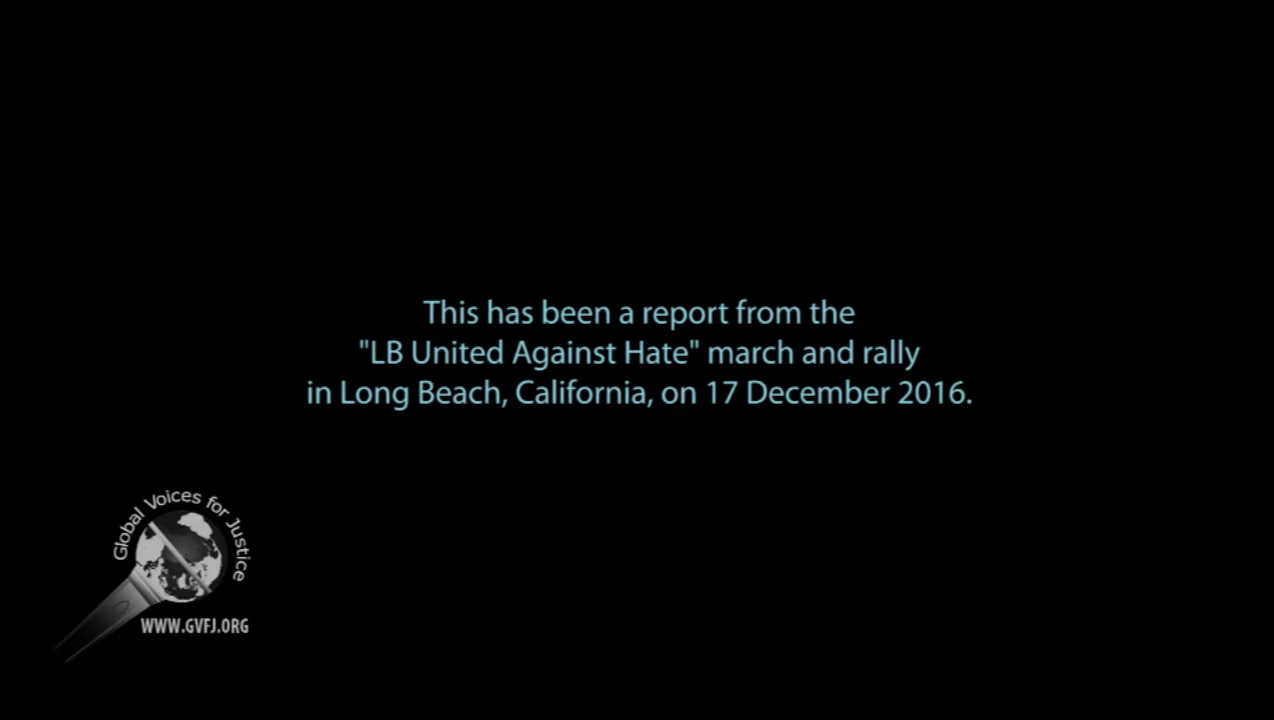 This has been a report from the
"LB United Against Hate" march and rally
in Long Beach, California, on 17 December 2016.
Global Voices for Justice
WWW.GVFJ.ORG